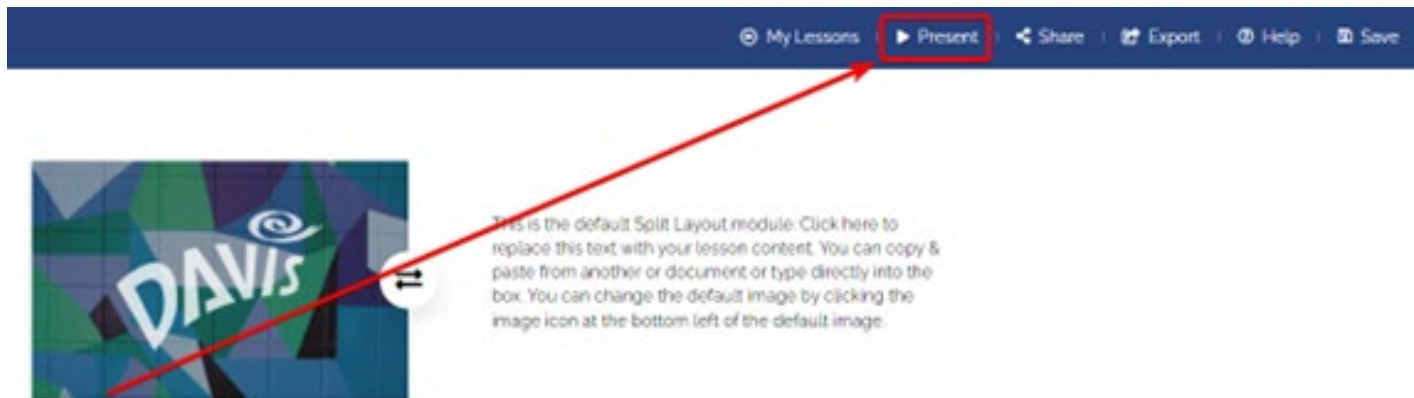 My Lessons Present Share Export Help Save
DAVIS
This is the default Split Layout module. Click here to
replace this text with your lesson content. You can copy &
paste from another or document or type directly into the
box. You can change the default image by clicking the
image icon at the bottom left of the default image.